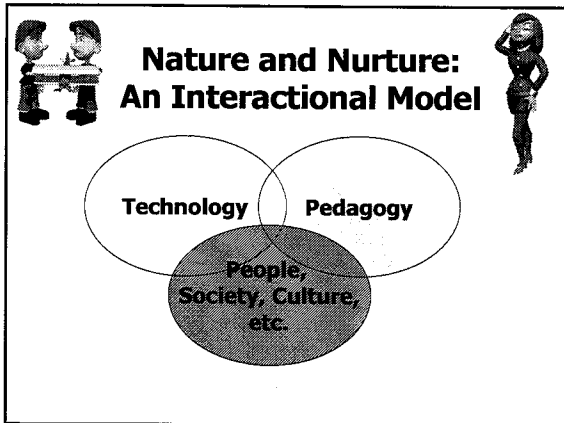 Nature and Nurture:
An Interactional Model
Technology
Pedagogy
People,
Society, Culture,
etc.